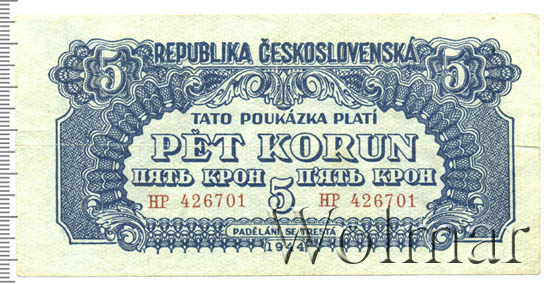 REPUBLIKA ČESKOSLOVENSKÁ
5 5
TATO POUKÁZKA PLATÍ
PĚT KORUN
ПЯТЬ КРОН П'ЯТЬ КРОН
HP 426701 5 HP 426701
PADĚLÁNÍ SE TRESTÁ
1944
Wolmar